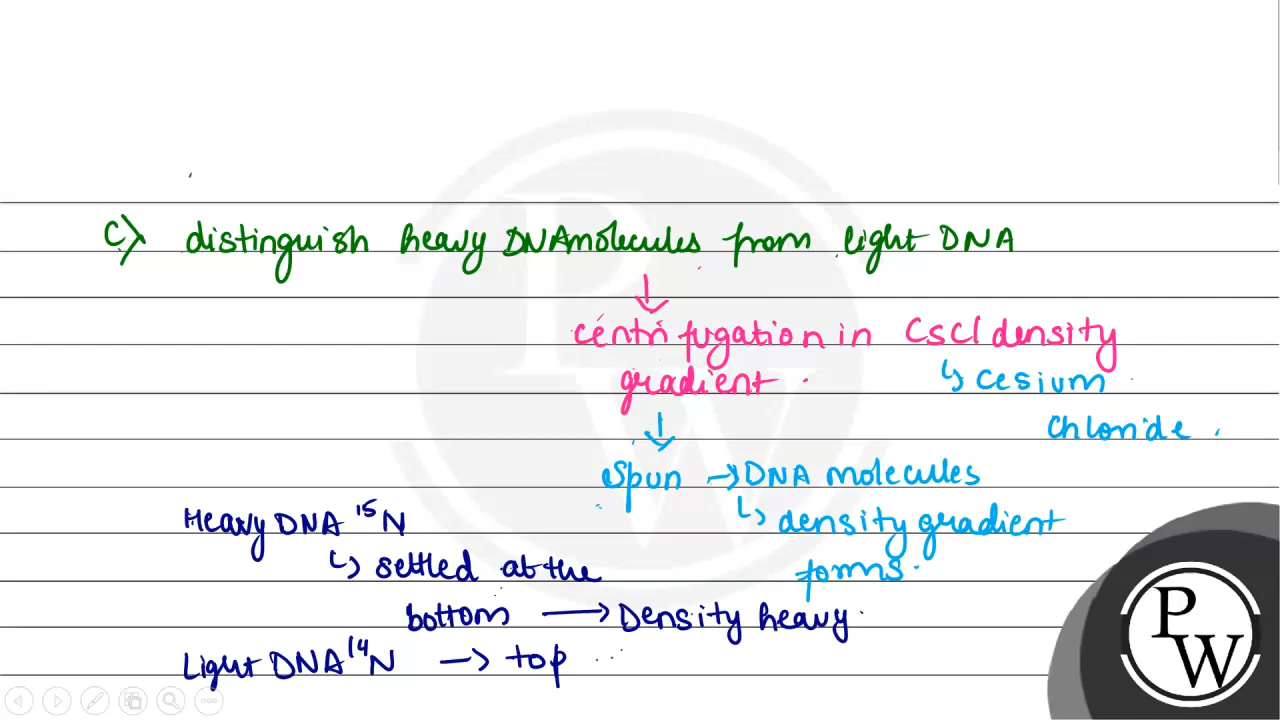 C) distinguish heavy DNA molecules from light DNA
centrifugation in CsCl density
gradient.
↳ cesium
chloride.
Spun → DNA molecules
↳ density gradient
forms.
Heavy DNA ¹⁵N
↳ settled at the
bottom → Density heavy.
Light DNA ¹⁴N → top
P
W